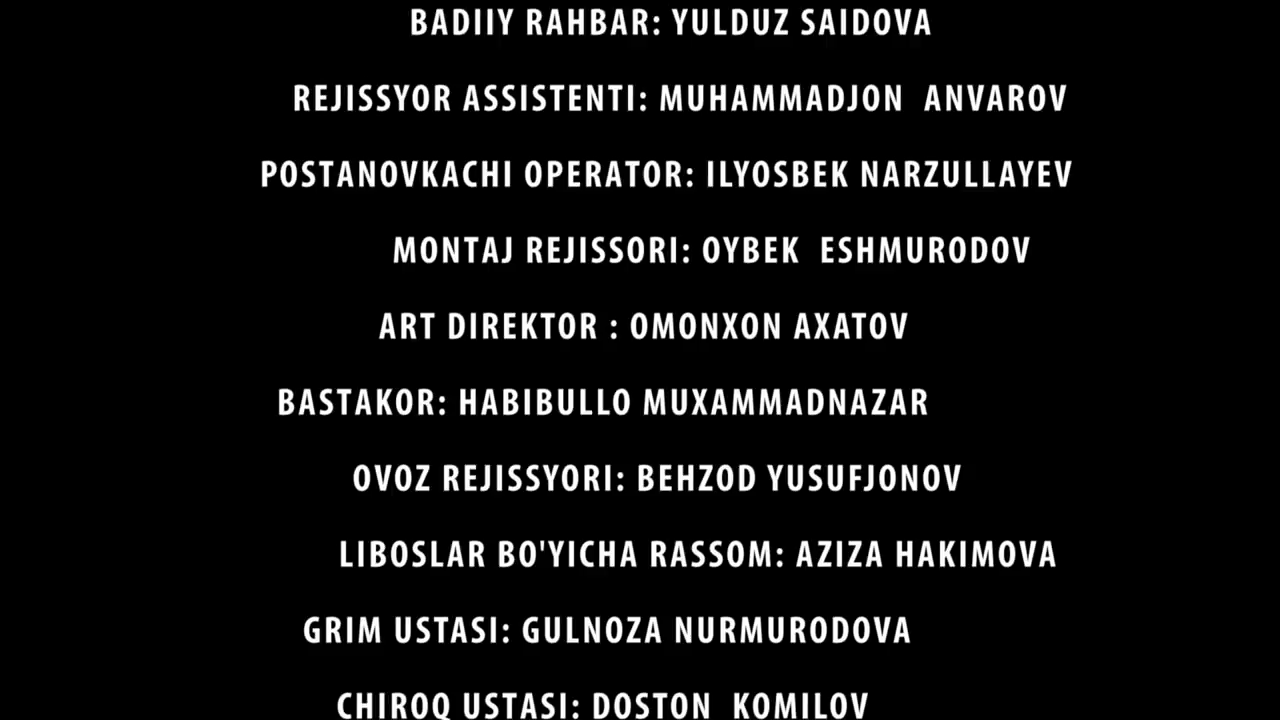 BADIIY RAHBAR: YULDUZ SAIDOVA
REJISSYOR ASSISTENTI: MUHAMMADJON ANVAROV
POSTANOVKACHI OPERATOR: ILYOSBEK NARZULLAYEV
MONTAJ REJISSORI: OYBEK ESHMURODOV
ART DIREKTOR : OMONXON AXATOV
BASTAKOR: HABIBULLO MUXAMMADNAZAR
OVOZ REJISSYORI: BEHZOD YUSUFJONOV
LIBOSLAR BO'YICHA RASSOM: AZIZA HAKIMOVA
GRIM USTASI: GULNOZA NURMURODOVA
CHIROQ USTASI: DOSTON KOMILOV